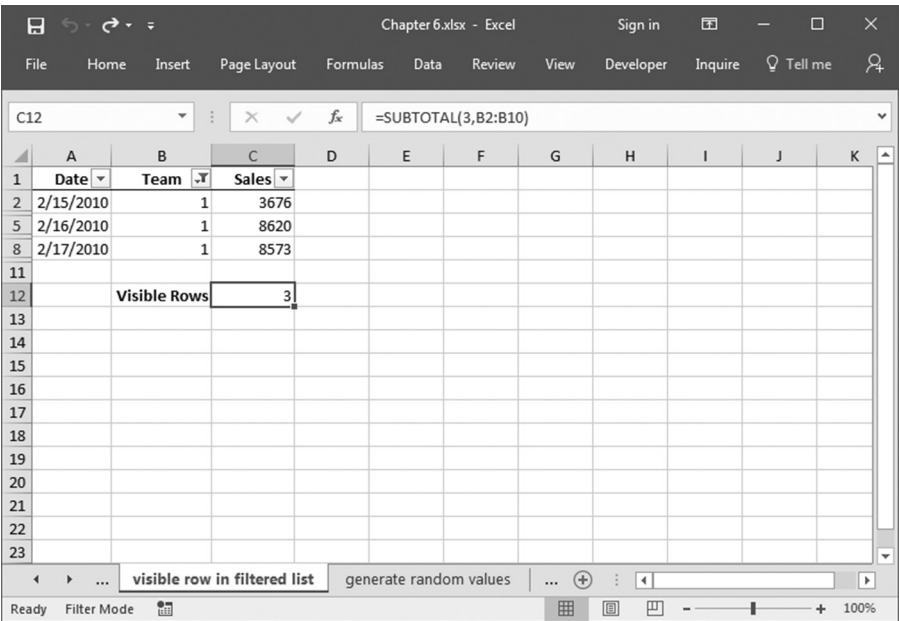 Chapter 6.xlsx - Excel Sign in
File Home Insert Page Layout Formulas Data Review View Developer Inquire Tell me
C12 fx =SUBTOTAL(3,B2:B10)
A B C D E F G H I J K
1 Date Team Sales
2 2/15/2010 1 3676
5 2/16/2010 1 8620
8 2/17/2010 1 8573
11
12 Visible Rows 3
13
14
15
16
17
18
19
20
21
22
23
... visible row in filtered list generate random values ...
Ready Filter Mode 100%